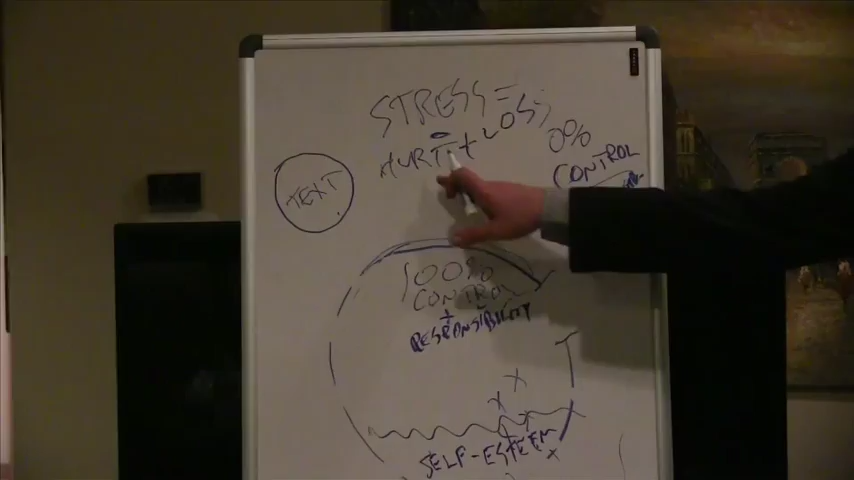 STRESS =
HURT + LOSS
0%
CONTROL
TEXT
100%
CONTROL
+
RESPONSIBILITY
SELF-ESTEEM